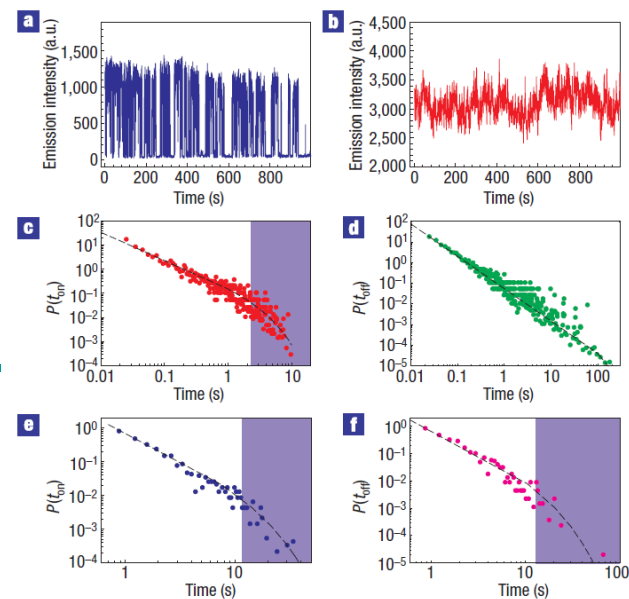 a
Emission intensity (a.u.)
1,500
1,000
500
0
0 200 400 600 800
Time (s)
b
Emission intensity (a.u.)
4,500
4,000
3,500
3,000
2,500
2,000
0 200 400 600 800
Time (s)
c
P(t_on)
10²
10¹
10⁰
10⁻¹
10⁻²
10⁻³
10⁻⁴
0.01 0.1 1 10
Time (s)
d
P(t_off)
10²
10¹
10⁰
10⁻¹
10⁻²
10⁻³
10⁻⁴
10⁻⁵
0.01 0.1 1 10 100
Time (s)
e
P(t_on)
10⁰
10⁻¹
10⁻²
10⁻³
10⁻⁴
1 10
Time (s)
f
P(t_off)
10⁰
10⁻¹
10⁻²
10⁻³
10⁻⁴
10⁻⁵
1 10 100
Time (s)